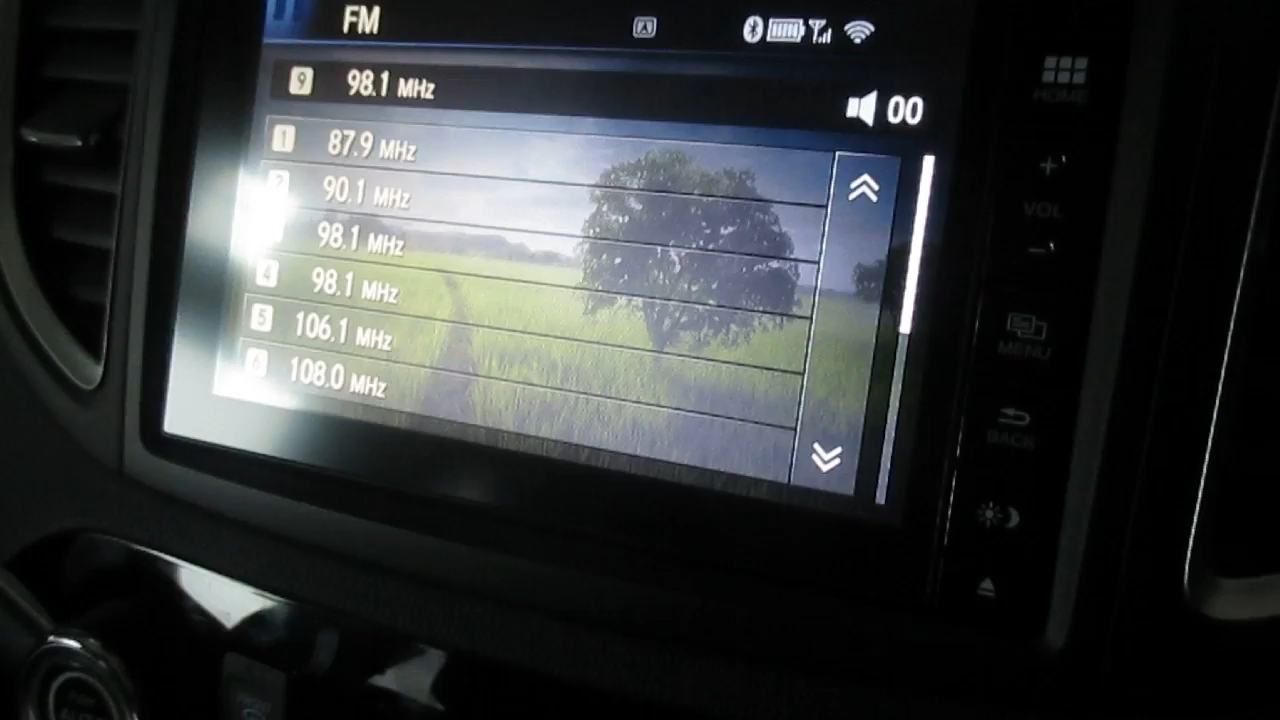 FM
9 98.1 MHz
00
1 87.9 MHz
2 90.1 MHz
98.1 MHz
4 98.1 MHz
5 106.1 MHz
6 108.0 MHz
HOME
+
VOL
−
MENU
BACK